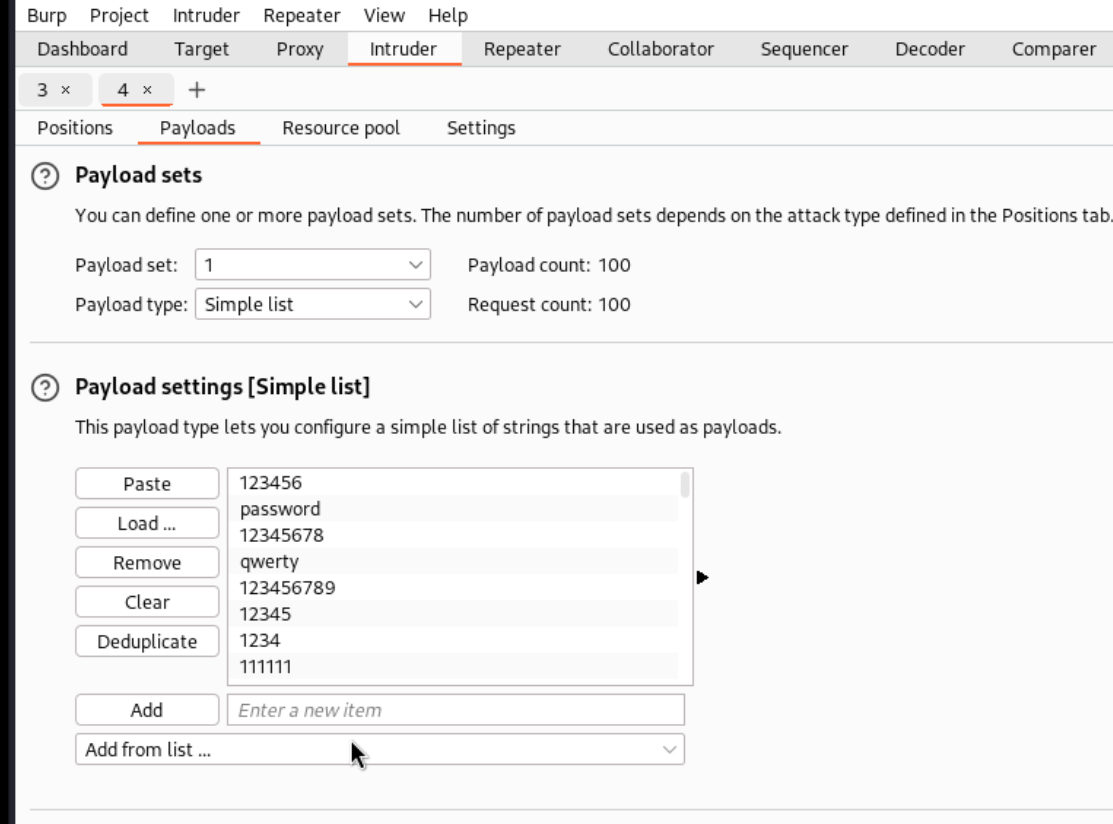 Burp Project Intruder Repeater View Help
Dashboard Target Proxy Intruder Repeater Collaborator Sequencer Decoder Comparer
3 × 4 × +
Positions Payloads Resource pool Settings
? Payload sets
You can define one or more payload sets. The number of payload sets depends on the attack type defined in the Positions tab.
Payload set: 1 Payload count: 100
Payload type: Simple list Request count: 100
? Payload settings [Simple list]
This payload type lets you configure a simple list of strings that are used as payloads.
Paste
Load ...
Remove
Clear
Deduplicate
123456
password
12345678
qwerty
123456789
12345
1234
111111
Add Enter a new item
Add from list ...